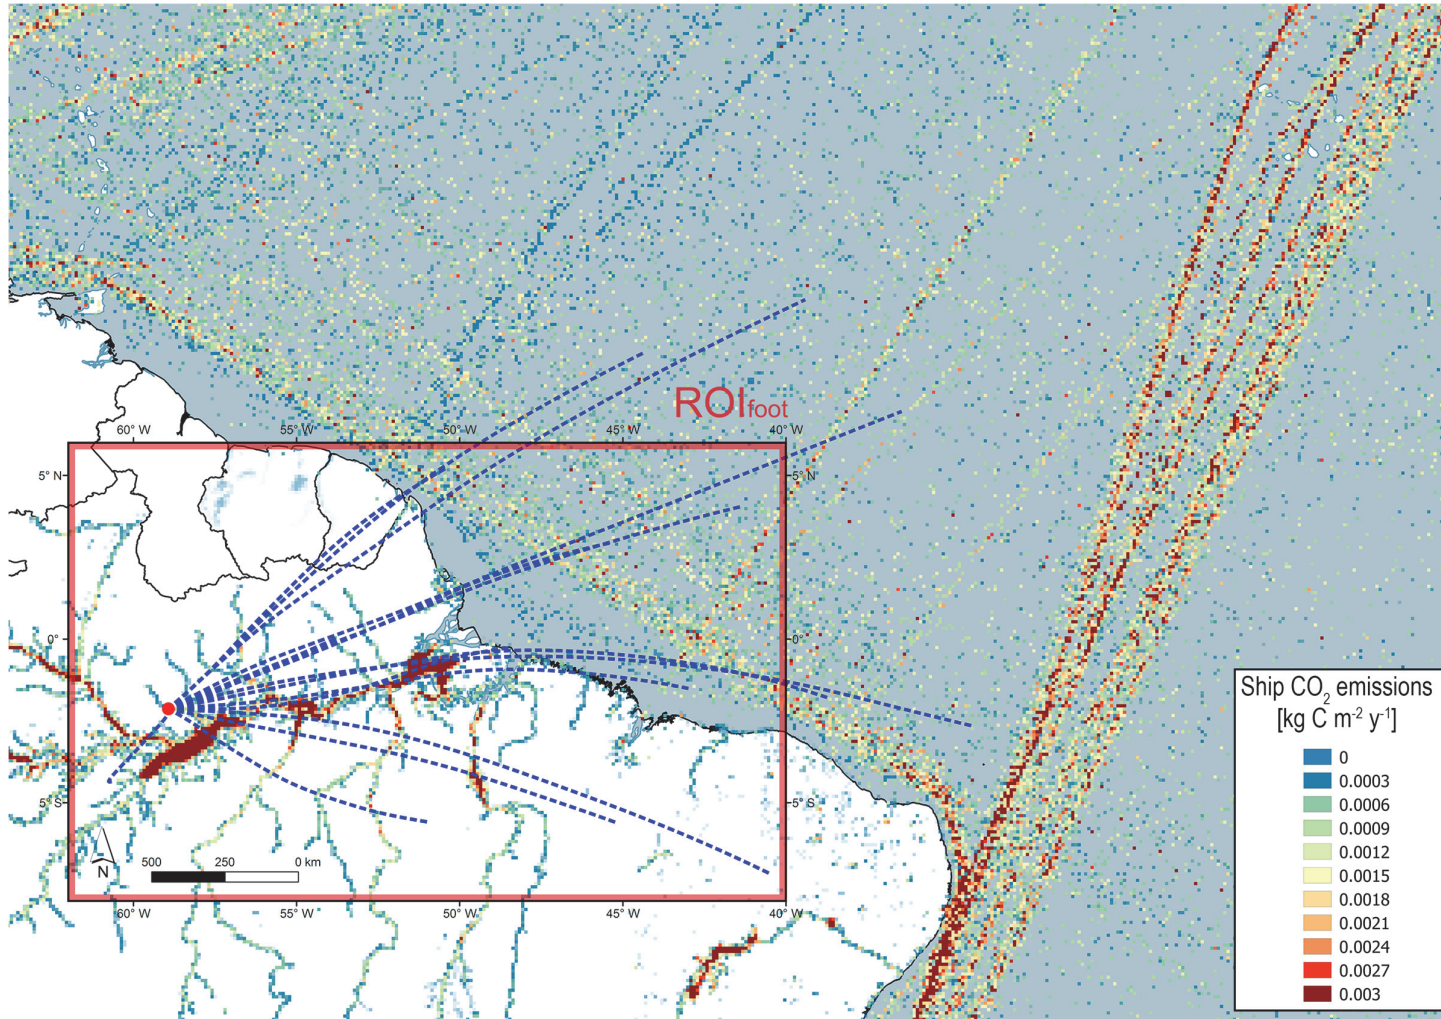 ROIfoot
60° W 55° W 50° W 45° W 40° W
5° N 5° N
0° 0°
5° S 5° S
500 250 0 km
N
60° W 55° W 50° W 45° W 40° W
Ship CO₂ emissions
[kg C m⁻² y⁻¹]
0
0.0003
0.0006
0.0009
0.0012
0.0015
0.0018
0.0021
0.0024
0.0027
0.003